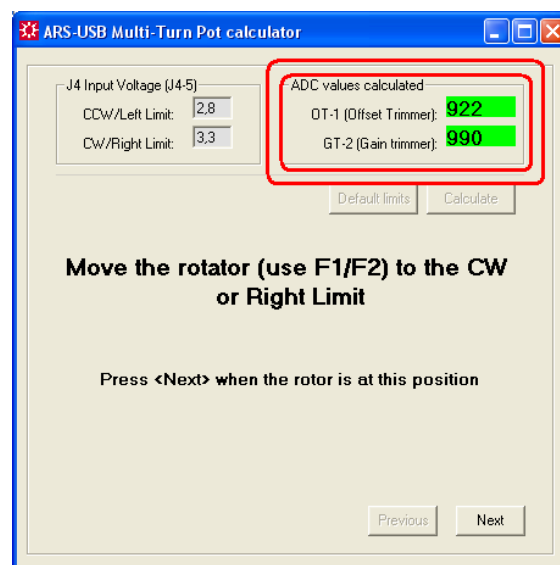 ARS-USB Multi-Turn Pot calculator
J4 Input Voltage (J4-5)
CCW/Left Limit: 2,8
CW/Right Limit: 3,3
ADC values calculated
OT-1 (Offset Trimmer): 922
GT-2 (Gain trimmer): 990
Default limits Calculate
Move the rotator (use F1/F2) to the CW
or Right Limit
Press <Next> when the rotor is at this position
Previous Next